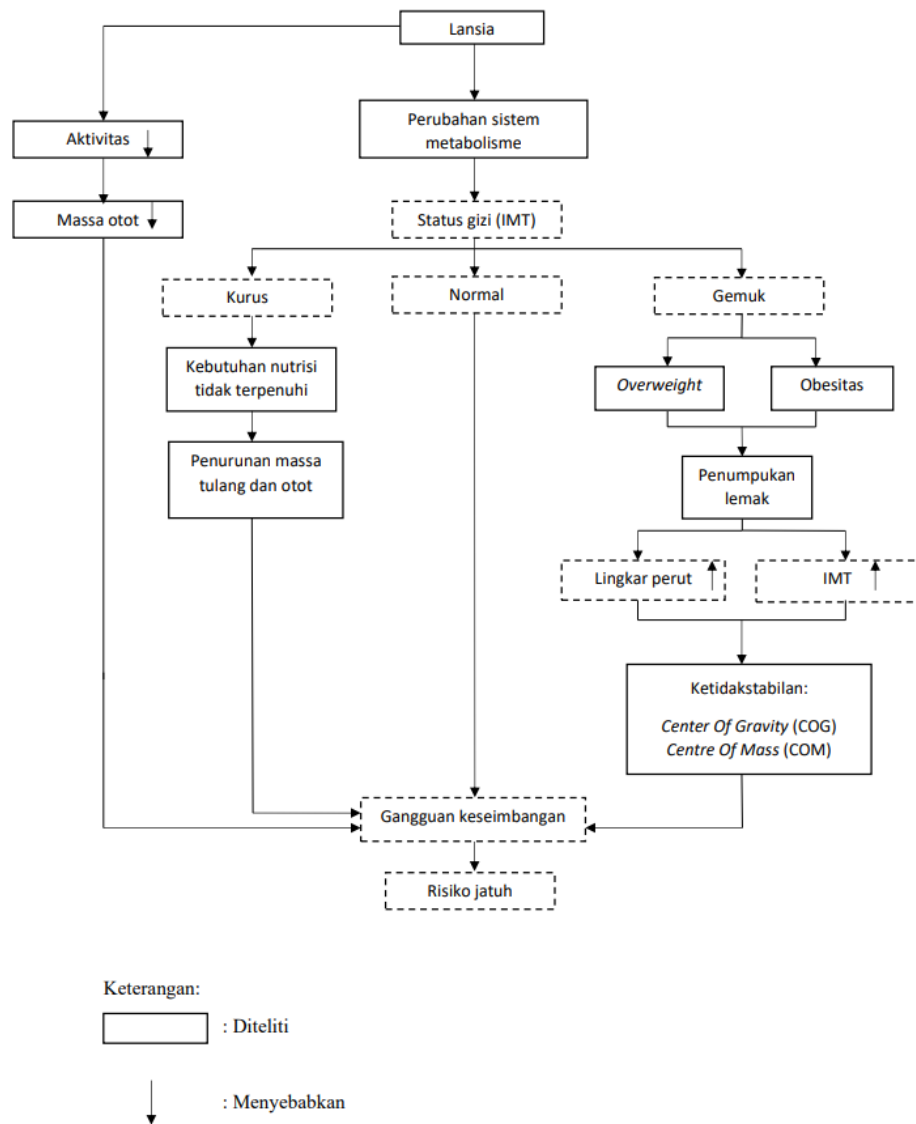 Lansia
Aktivitas
Perubahan sistem
metabolisme
Massa otot
Status gizi (IMT)
Kurus
Normal
Gemuk
Kebutuhan nutrisi
tidak terpenuhi
Overweight
Obesitas
Penurunan massa
tulang dan otot
Penumpukan
lemak
Lingkar perut
IMT
Ketidakstabilan:
Center Of Gravity (COG)
Centre Of Mass (COM)
Gangguan keseimbangan
Risiko jatuh
Keterangan:
: Diteliti
: Menyebabkan